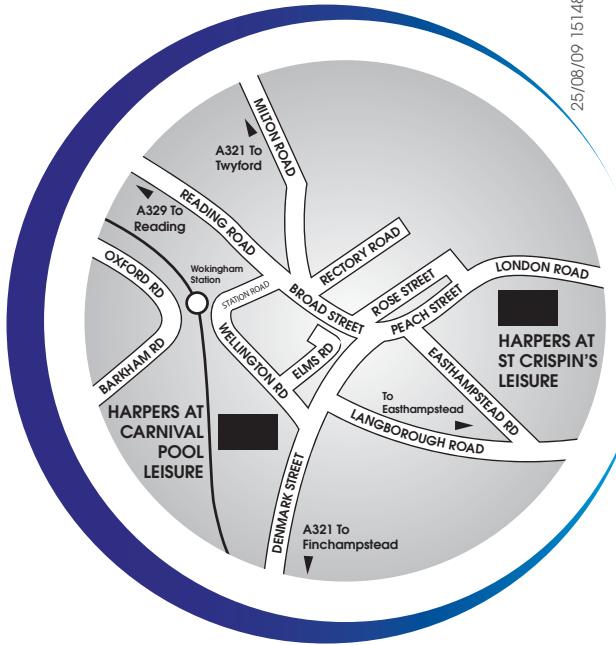 25/08/09 15148
MILTON ROAD
A321 To
Twyford
READING ROAD
A329 To
Reading
RECTORY ROAD
OXFORD RD
Wokingham
Station
STATION ROAD
BROAD STREET
ROSE STREET
PEACH STREET
LONDON ROAD
BARKHAM RD
WELLINGTON RD
ELMS RD
EASTHAMPSTEAD RD
HARPERS AT
ST CRISPIN'S
LEISURE
To
Easthampstead
HARPERS AT
CARNIVAL
POOL
LEISURE
LANGBOROUGH ROAD
DENMARK STREET
A321 To
Finchampstead